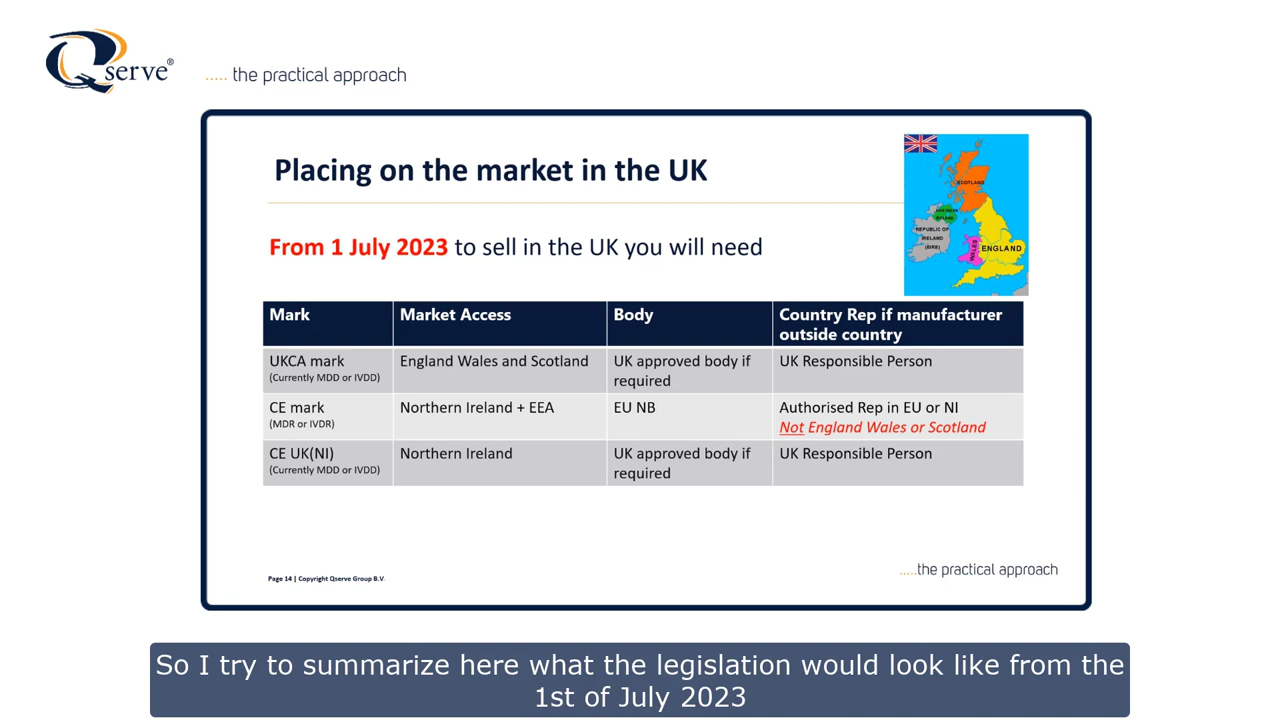 Qserve®
..... the practical approach
Placing on the market in the UK
From 1 July 2023 to sell in the UK you will need
SCOTLAND
NORTHERN
IRELAND
REPUBLIC OF
IRELAND
(EIRE)
WALES
ENGLAND
Mark
Market Access
Body
Country Rep if manufacturer
outside country
UKCA mark
(Currently MDD or IVDD)
England Wales and Scotland
UK approved body if
required
UK Responsible Person
CE mark
(MDR or IVDR)
Northern Ireland + EEA
EU NB
Authorised Rep in EU or NI
Not England Wales or Scotland
CE UK(NI)
(Currently MDD or IVDD)
Northern Ireland
UK approved body if
required
UK Responsible Person
Page 14 | Copyright Qserve Group B.V.
.....the practical approach
So I try to summarize here what the legislation would look like from the
1st of July 2023